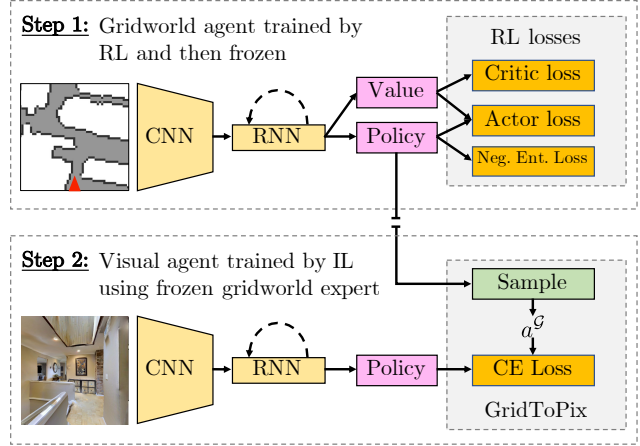 Step 1: Gridworld agent trained by
RL and then frozen
RL losses
CNN
RNN
Value
Policy
Critic loss
Actor loss
Neg. Ent. Loss
Step 2: Visual agent trained by IL
using frozen gridworld expert
CNN
RNN
Policy
Sample
a^𝒢
CE Loss
GridToPix